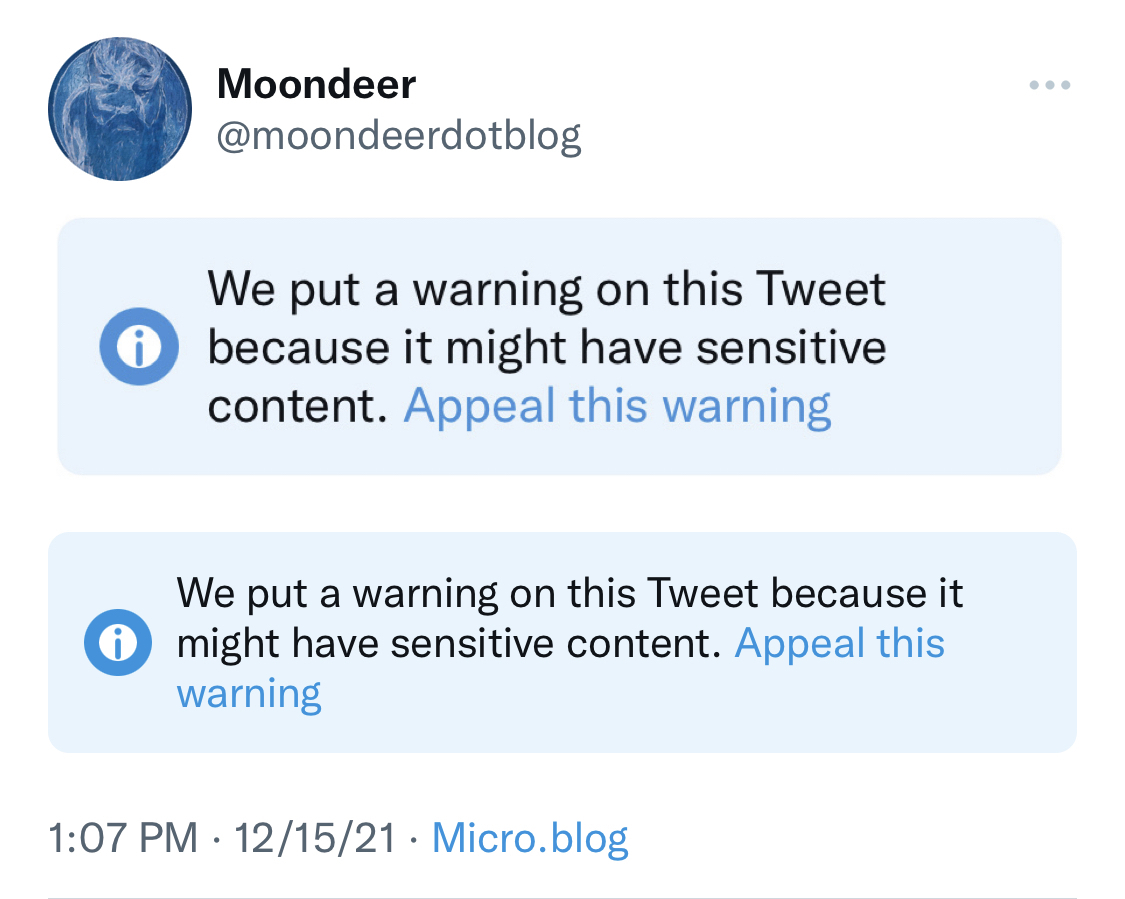 Moondeer
@moondeerdotblog
We put a warning on this Tweet
because it might have sensitive
content. Appeal this warning
We put a warning on this Tweet because it
might have sensitive content. Appeal this
warning
1:07 PM · 12/15/21 · Micro.blog